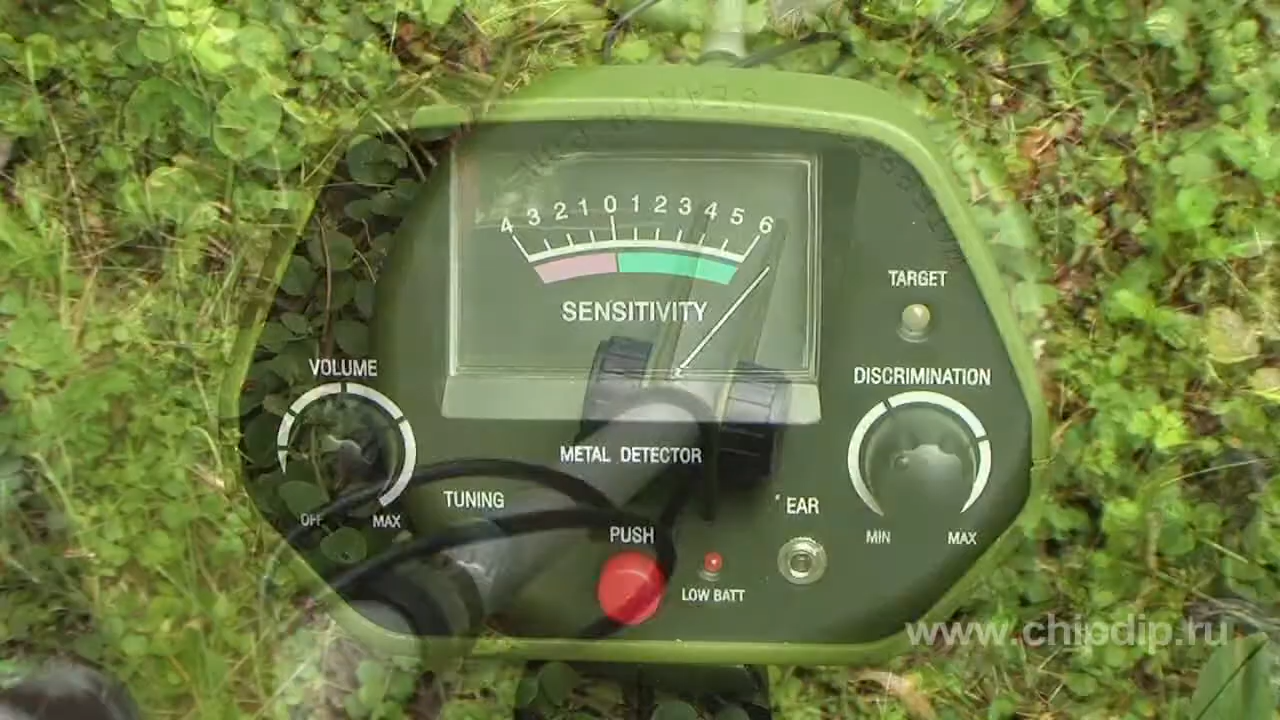 4 3 2 1 0 1 2 3 4 5 6
SENSITIVITY
TARGET
VOLUME
DISCRIMINATION
METAL DETECTOR
TUNING
EAR
OFF
MAX
PUSH
MIN
MAX
LOW BATT
www.chipdip.ru